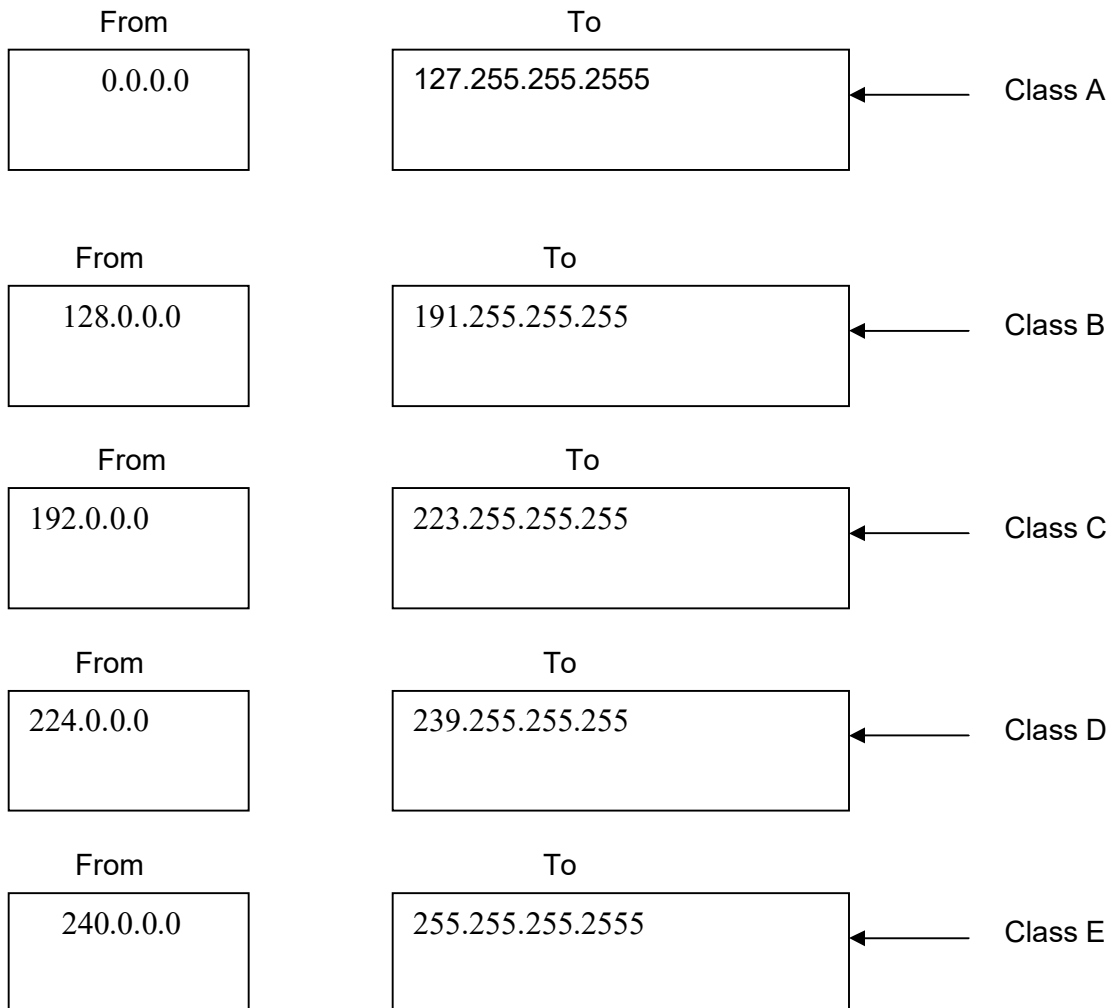 From To
0.0.0.0 127.255.255.2555 Class A
From To
128.0.0.0 191.255.255.255 Class B
From To
192.0.0.0 223.255.255.255 Class C
From To
224.0.0.0 239.255.255.255 Class D
From To
240.0.0.0 255.255.255.2555 Class E